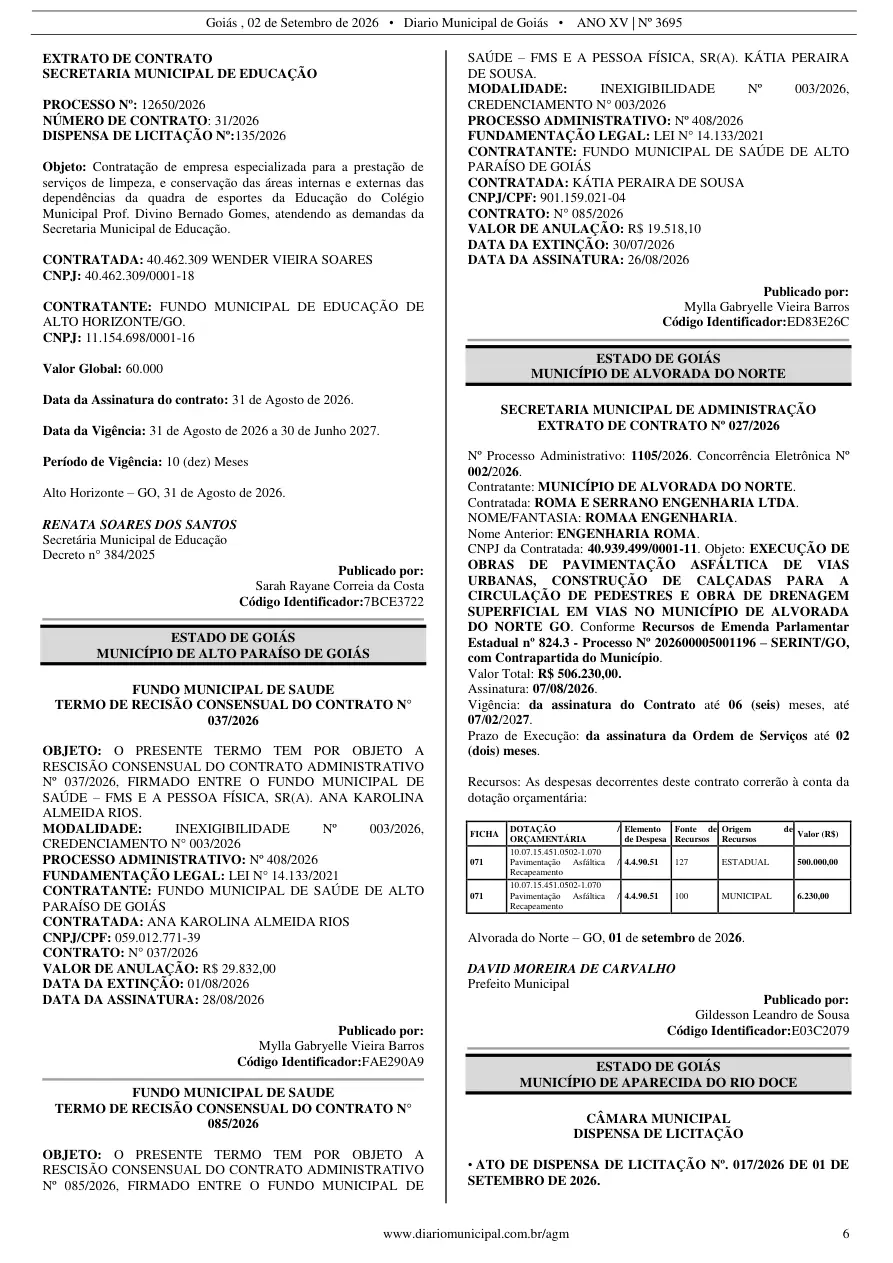 Goiás , 02 de Setembro de 2026 • Diario Municipal de Goiás • ANO XV | Nº 3695
EXTRATO DE CONTRATO
SECRETARIA MUNICIPAL DE EDUCAÇÃO
PROCESSO Nº: 12650/2026
NÚMERO DE CONTRATO: 31/2026
DISPENSA DE LICITAÇÃO Nº:135/2026
Objeto: Contratação de empresa especializada para a prestação de
serviços de limpeza, e conservação das áreas internas e externas das
dependências da quadra de esportes da Educação do Colégio
Municipal Prof. Divino Bernado Gomes, atendendo as demandas da
Secretaria Municipal de Educação.
CONTRATADA: 40.462.309 WENDER VIEIRA SOARES
CNPJ: 40.462.309/0001-18
CONTRATANTE: FUNDO MUNICIPAL DE EDUCAÇÃO DE
ALTO HORIZONTE/GO.
CNPJ: 11.154.698/0001-16
Valor Global: 60.000
Data da Assinatura do contrato: 31 de Agosto de 2026.
Data da Vigência: 31 de Agosto de 2026 a 30 de Junho 2027.
Período de Vigência: 10 (dez) Meses
Alto Horizonte – GO, 31 de Agosto de 2026.
RENATA SOARES DOS SANTOS
Secretária Municipal de Educação
Decreto n° 384/2025
Publicado por:
Sarah Rayane Correia da Costa
Código Identificador:7BCE3722
ESTADO DE GOIÁS
MUNICÍPIO DE ALTO PARAÍSO DE GOIÁS
FUNDO MUNICIPAL DE SAUDE
TERMO DE RECISÃO CONSENSUAL DO CONTRATO N°
037/2026
OBJETO: O PRESENTE TERMO TEM POR OBJETO A
RESCISÃO CONSENSUAL DO CONTRATO ADMINISTRATIVO
Nº 037/2026, FIRMADO ENTRE O FUNDO MUNICIPAL DE
SAÚDE – FMS E A PESSOA FÍSICA, SR(A). ANA KAROLINA
ALMEIDA RIOS.
MODALIDADE: INEXIGIBILIDADE Nº 003/2026,
CREDENCIAMENTO N° 003/2026
PROCESSO ADMINISTRATIVO: Nº 408/2026
FUNDAMENTAÇÃO LEGAL: LEI N° 14.133/2021
CONTRATANTE: FUNDO MUNICIPAL DE SAÚDE DE ALTO
PARAÍSO DE GOIÁS
CONTRATADA: ANA KAROLINA ALMEIDA RIOS
CNPJ/CPF: 059.012.771-39
CONTRATO: N° 037/2026
VALOR DE ANULAÇÃO: R$ 29.832,00
DATA DA EXTINÇÃO: 01/08/2026
DATA DA ASSINATURA: 28/08/2026
Publicado por:
Mylla Gabryelle Vieira Barros
Código Identificador:FAE290A9
FUNDO MUNICIPAL DE SAUDE
TERMO DE RECISÃO CONSENSUAL DO CONTRATO N°
085/2026
OBJETO: O PRESENTE TERMO TEM POR OBJETO A
RESCISÃO CONSENSUAL DO CONTRATO ADMINISTRATIVO
Nº 085/2026, FIRMADO ENTRE O FUNDO MUNICIPAL DE
SAÚDE – FMS E A PESSOA FÍSICA, SR(A). KÁTIA PERAIRA
DE SOUSA.
MODALIDADE: INEXIGIBILIDADE Nº 003/2026,
CREDENCIAMENTO N° 003/2026
PROCESSO ADMINISTRATIVO: Nº 408/2026
FUNDAMENTAÇÃO LEGAL: LEI N° 14.133/2021
CONTRATANTE: FUNDO MUNICIPAL DE SAÚDE DE ALTO
PARAÍSO DE GOIÁS
CONTRATADA: KÁTIA PERAIRA DE SOUSA
CNPJ/CPF: 901.159.021-04
CONTRATO: N° 085/2026
VALOR DE ANULAÇÃO: R$ 19.518,10
DATA DA EXTINÇÃO: 30/07/2026
DATA DA ASSINATURA: 26/08/2026
Publicado por:
Mylla Gabryelle Vieira Barros
Código Identificador:ED83E26C
ESTADO DE GOIÁS
MUNICÍPIO DE ALVORADA DO NORTE
SECRETARIA MUNICIPAL DE ADMINISTRAÇÃO
EXTRATO DE CONTRATO Nº 027/2026
Nº Processo Administrativo: 1105/2026. Concorrência Eletrônica Nº
002/2026.
Contratante: MUNICÍPIO DE ALVORADA DO NORTE.
Contratada: ROMA E SERRANO ENGENHARIA LTDA.
NOME/FANTASIA: ROMAA ENGENHARIA.
Nome Anterior: ENGENHARIA ROMA.
CNPJ da Contratada: 40.939.499/0001-11. Objeto: EXECUÇÃO DE
OBRAS DE PAVIMENTAÇÃO ASFÁLTICA DE VIAS
URBANAS, CONSTRUÇÃO DE CALÇADAS PARA A
CIRCULAÇÃO DE PEDESTRES E OBRA DE DRENAGEM
SUPERFICIAL EM VIAS NO MUNICÍPIO DE ALVORADA
DO NORTE GO. Conforme Recursos de Emenda Parlamentar
Estadual nº 824.3 - Processo Nº 202600005001196 – SERINT/GO,
com Contrapartida do Município.
Valor Total: R$ 506.230,00.
Assinatura: 07/08/2026.
Vigência: da assinatura do Contrato até 06 (seis) meses, até
07/02/2027.
Prazo de Execução: da assinatura da Ordem de Serviços até 02
(dois) meses.
Recursos: As despesas decorrentes deste contrato correrão à conta da
dotação orçamentária:
FICHA DOTAÇÃO / ORÇAMENTÁRIA Elemento de Despesa Fonte de Recursos Origem de Recursos Valor (R$)
071 10.07.15.451.0502-1.070 Pavimentação Asfáltica / Recapeamento 4.4.90.51 127 ESTADUAL 500.000,00
071 10.07.15.451.0502-1.070 Pavimentação Asfáltica / Recapeamento 4.4.90.51 100 MUNICIPAL 6.230,00
Alvorada do Norte – GO, 01 de setembro de 2026.
DAVID MOREIRA DE CARVALHO
Prefeito Municipal
Publicado por:
Gildesson Leandro de Sousa
Código Identificador:E03C2079
ESTADO DE GOIÁS
MUNICÍPIO DE APARECIDA DO RIO DOCE
CÂMARA MUNICIPAL
DISPENSA DE LICITAÇÃO
• ATO DE DISPENSA DE LICITAÇÃO Nº. 017/2026 DE 01 DE
SETEMBRO DE 2026.
www.diariomunicipal.com.br/agm 6